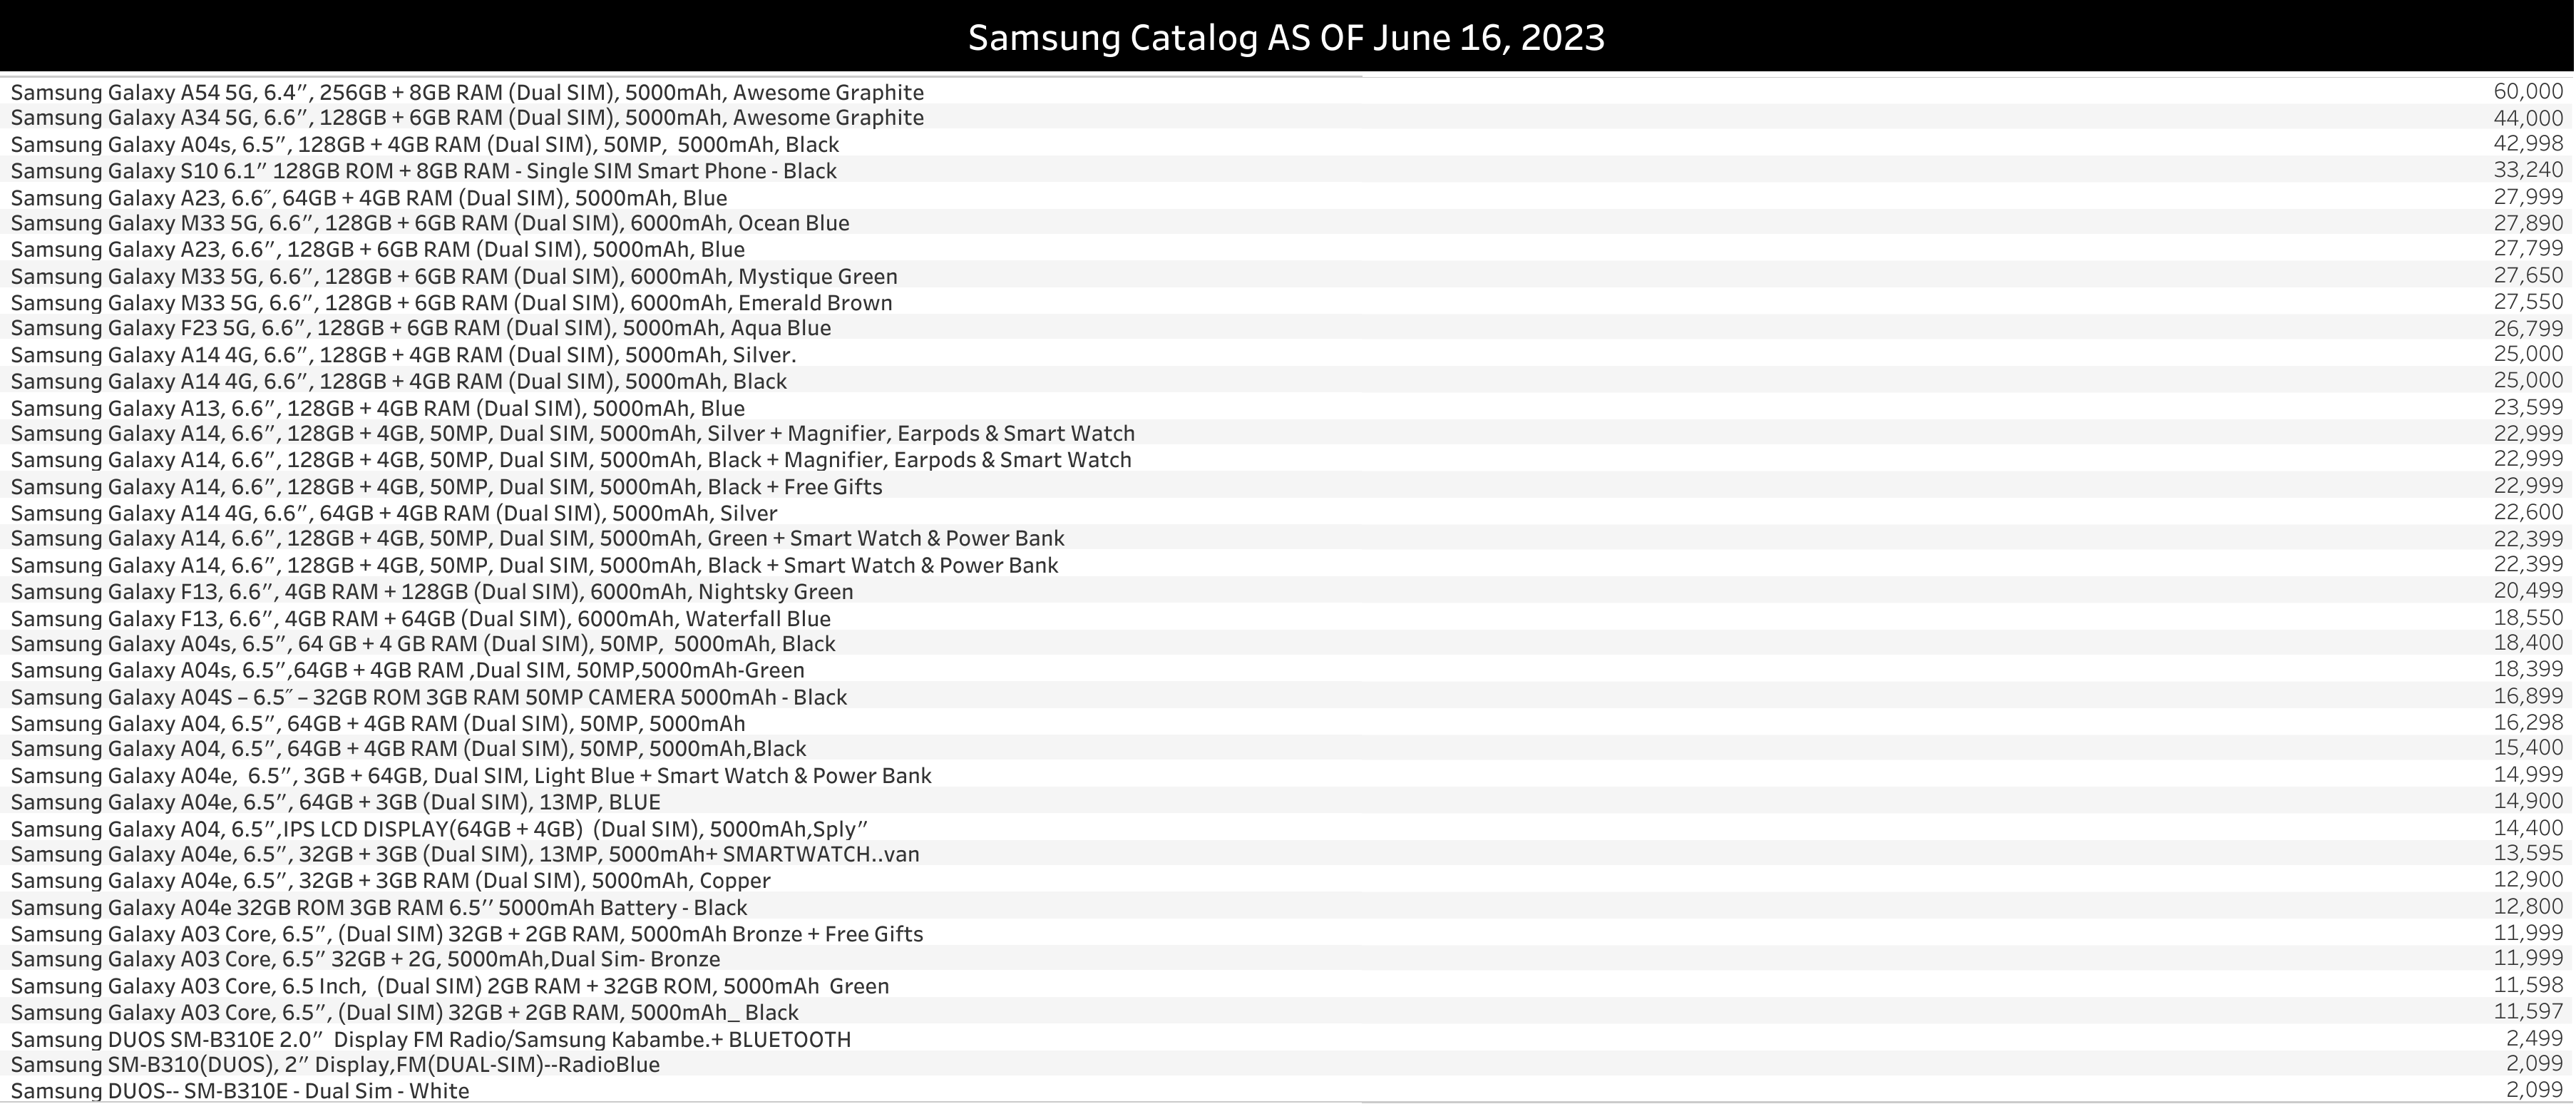 Samsung Catalog AS OF June 16, 2023
Samsung Galaxy A54 5G, 6.4”, 256GB + 8GB RAM (Dual SIM), 5000mAh, Awesome Graphite 60,000
Samsung Galaxy A34 5G, 6.6”, 128GB + 6GB RAM (Dual SIM), 5000mAh, Awesome Graphite 44,000
Samsung Galaxy A04s, 6.5”, 128GB + 4GB RAM (Dual SIM), 50MP,  5000mAh, Black 42,998
Samsung Galaxy S10 6.1” 128GB ROM + 8GB RAM - Single SIM Smart Phone - Black 33,240
Samsung Galaxy A23, 6.6″, 64GB + 4GB RAM (Dual SIM), 5000mAh, Blue 27,999
Samsung Galaxy M33 5G, 6.6”, 128GB + 6GB RAM (Dual SIM), 6000mAh, Ocean Blue 27,890
Samsung Galaxy A23, 6.6”, 128GB + 6GB RAM (Dual SIM), 5000mAh, Blue 27,799
Samsung Galaxy M33 5G, 6.6”, 128GB + 6GB RAM (Dual SIM), 6000mAh, Mystique Green 27,650
Samsung Galaxy M33 5G, 6.6”, 128GB + 6GB RAM (Dual SIM), 6000mAh, Emerald Brown 27,550
Samsung Galaxy F23 5G, 6.6”, 128GB + 6GB RAM (Dual SIM), 5000mAh, Aqua Blue 26,799
Samsung Galaxy A14 4G, 6.6”, 128GB + 4GB RAM (Dual SIM), 5000mAh, Silver. 25,000
Samsung Galaxy A14 4G, 6.6”, 128GB + 4GB RAM (Dual SIM), 5000mAh, Black 25,000
Samsung Galaxy A13, 6.6”, 128GB + 4GB RAM (Dual SIM), 5000mAh, Blue 23,599
Samsung Galaxy A14, 6.6”, 128GB + 4GB, 50MP, Dual SIM, 5000mAh, Silver + Magnifier, Earpods & Smart Watch 22,999
Samsung Galaxy A14, 6.6”, 128GB + 4GB, 50MP, Dual SIM, 5000mAh, Black + Magnifier, Earpods & Smart Watch 22,999
Samsung Galaxy A14, 6.6”, 128GB + 4GB, 50MP, Dual SIM, 5000mAh, Black + Free Gifts 22,999
Samsung Galaxy A14 4G, 6.6”, 64GB + 4GB RAM (Dual SIM), 5000mAh, Silver 22,600
Samsung Galaxy A14, 6.6”, 128GB + 4GB, 50MP, Dual SIM, 5000mAh, Green + Smart Watch & Power Bank 22,399
Samsung Galaxy A14, 6.6”, 128GB + 4GB, 50MP, Dual SIM, 5000mAh, Black + Smart Watch & Power Bank 22,399
Samsung Galaxy F13, 6.6”, 4GB RAM + 128GB (Dual SIM), 6000mAh, Nightsky Green 20,499
Samsung Galaxy F13, 6.6”, 4GB RAM + 64GB (Dual SIM), 6000mAh, Waterfall Blue 18,550
Samsung Galaxy A04s, 6.5”, 64 GB + 4 GB RAM (Dual SIM), 50MP,  5000mAh, Black 18,400
Samsung Galaxy A04s, 6.5”,64GB + 4GB RAM ,Dual SIM, 50MP,5000mAh-Green 18,399
Samsung Galaxy A04S – 6.5″ – 32GB ROM 3GB RAM 50MP CAMERA 5000mAh - Black 16,899
Samsung Galaxy A04, 6.5”, 64GB + 4GB RAM (Dual SIM), 50MP, 5000mAh 16,298
Samsung Galaxy A04, 6.5”, 64GB + 4GB RAM (Dual SIM), 50MP, 5000mAh,Black 15,400
Samsung Galaxy A04e,  6.5”, 3GB + 64GB, Dual SIM, Light Blue + Smart Watch & Power Bank 14,999
Samsung Galaxy A04e, 6.5”, 64GB + 3GB (Dual SIM), 13MP, BLUE 14,900
Samsung Galaxy A04, 6.5”,IPS LCD DISPLAY(64GB + 4GB)  (Dual SIM), 5000mAh,Sply” 14,400
Samsung Galaxy A04e, 6.5”, 32GB + 3GB (Dual SIM), 13MP, 5000mAh+ SMARTWATCH..van 13,595
Samsung Galaxy A04e, 6.5”, 32GB + 3GB RAM (Dual SIM), 5000mAh, Copper 12,900
Samsung Galaxy A04e 32GB ROM 3GB RAM 6.5’’ 5000mAh Battery - Black 12,800
Samsung Galaxy A03 Core, 6.5”, (Dual SIM) 32GB + 2GB RAM, 5000mAh Bronze + Free Gifts 11,999
Samsung Galaxy A03 Core, 6.5” 32GB + 2G, 5000mAh,Dual Sim- Bronze 11,999
Samsung Galaxy A03 Core, 6.5 Inch,  (Dual SIM) 2GB RAM + 32GB ROM, 5000mAh  Green 11,598
Samsung Galaxy A03 Core, 6.5”, (Dual SIM) 32GB + 2GB RAM, 5000mAh_ Black 11,597
Samsung DUOS SM-B310E 2.0”  Display FM Radio/Samsung Kabambe.+ BLUETOOTH 2,499
Samsung SM-B310(DUOS), 2” Display,FM(DUAL-SIM)--RadioBlue 2,099
Samsung DUOS-- SM-B310E - Dual Sim - White 2,099